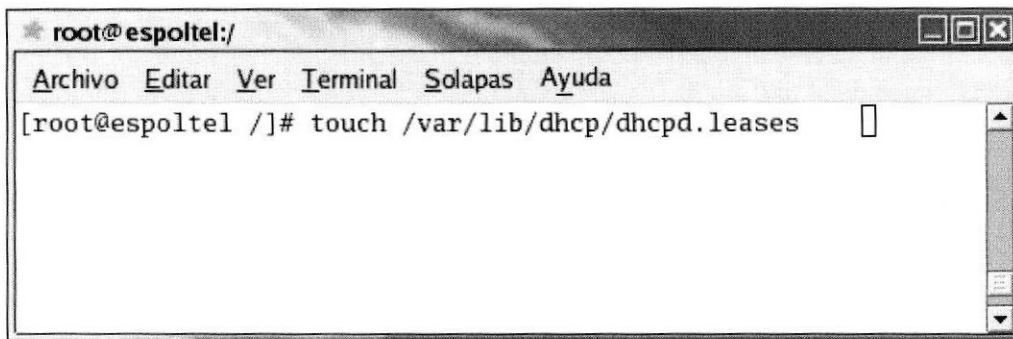 root@espoltel:/
Archivo Editar Ver Terminal Solapas Ayuda
[root@espoltel /]# touch /var/lib/dhcp/dhcpd.leases